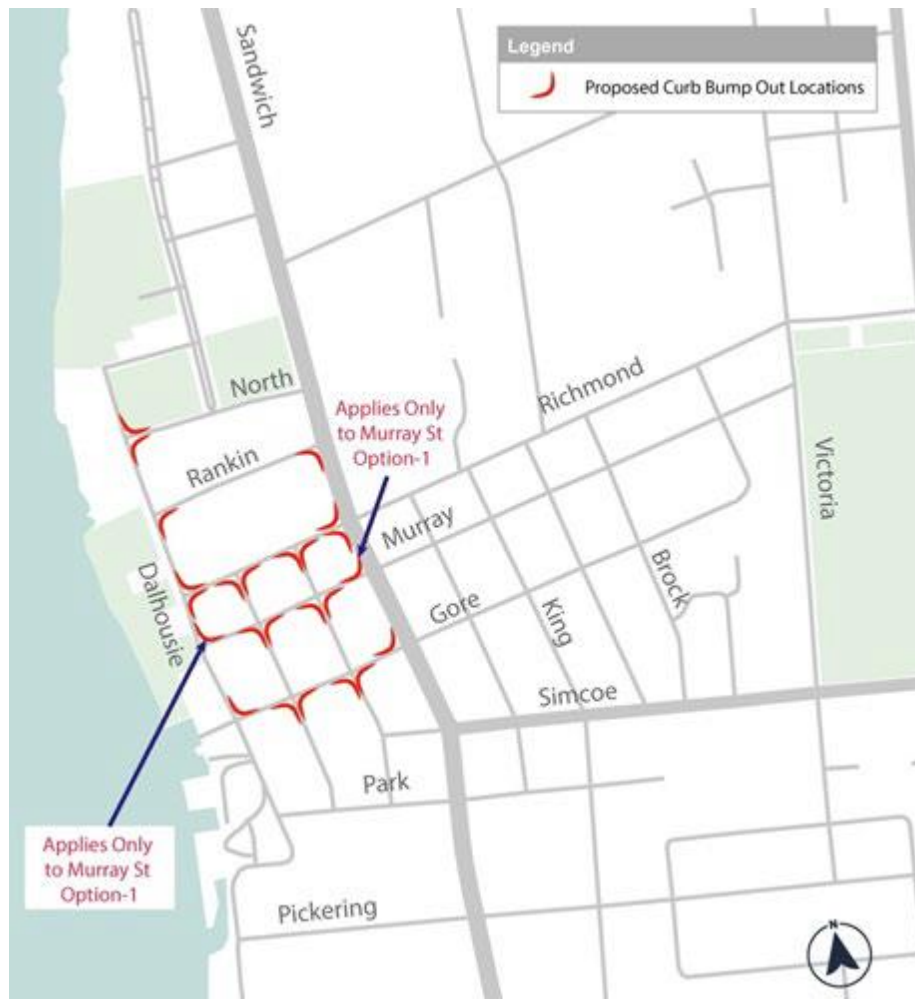 Sandwich
Legend
Proposed Curb Bump Out Locations
North
Richmond
Applies Only
to Murray St
Option-1
Rankin
Victoria
Murray
Dalhousie
Gore
King
Brock
Simcoe
Park
Applies Only
to Murray St
Option-1
Pickering
N